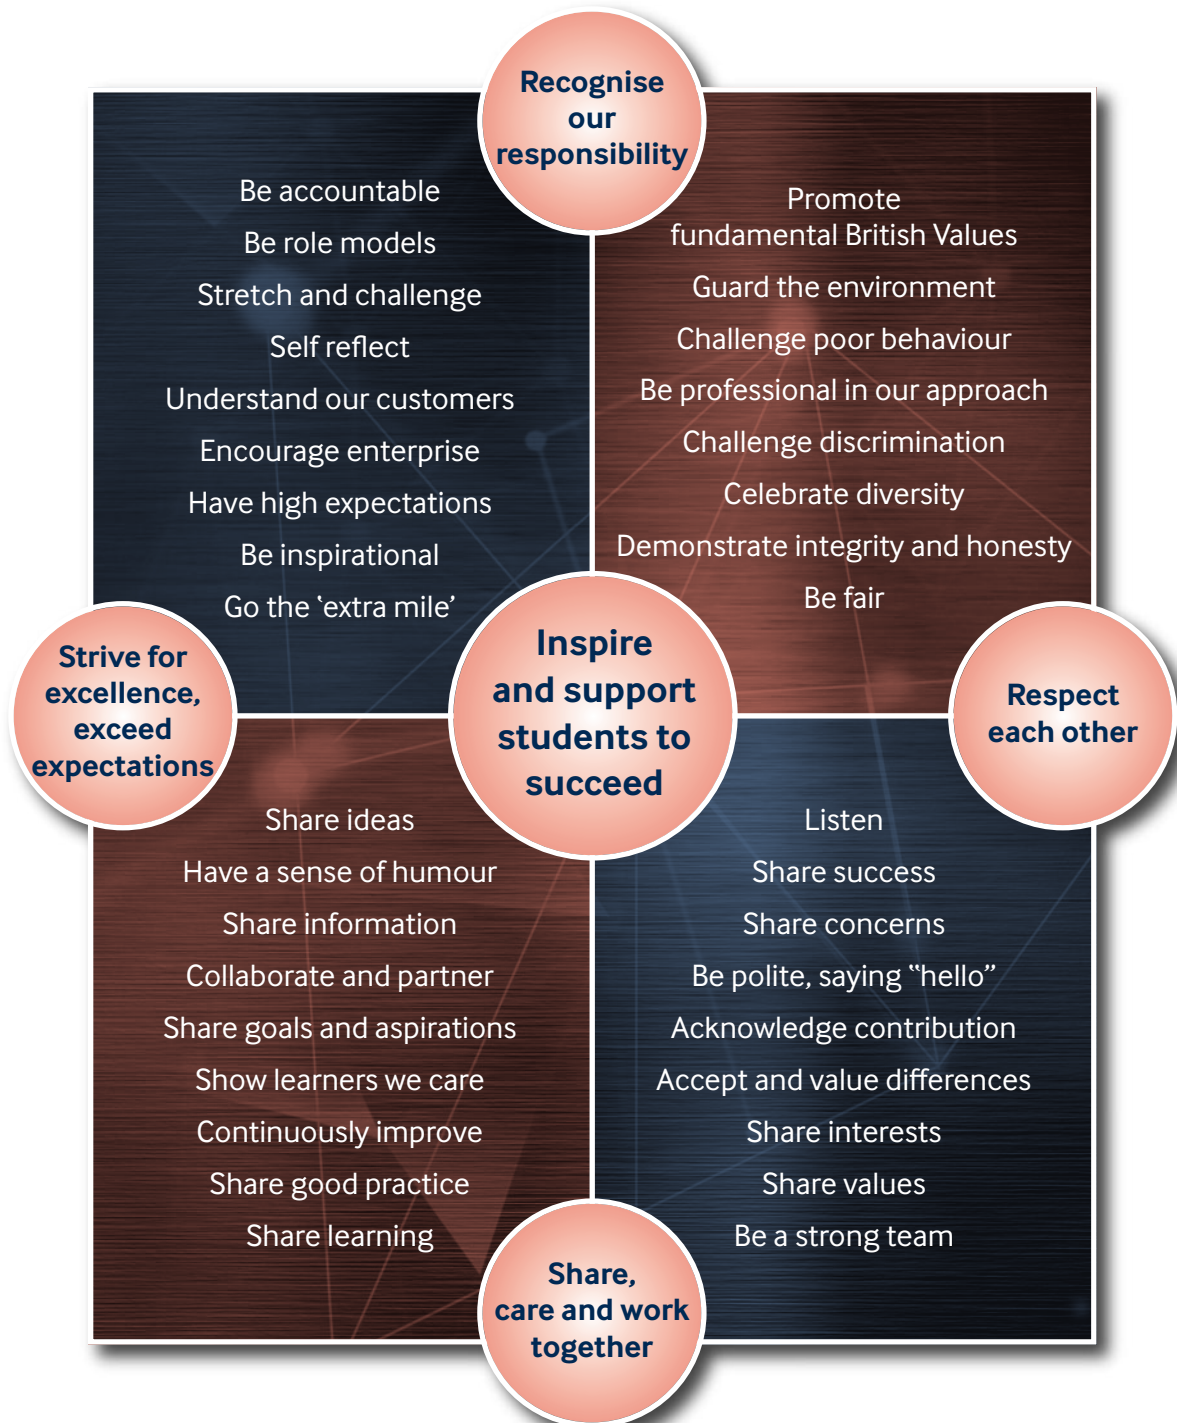 Recognise
our
responsibility
Be accountable
Be role models
Stretch and challenge
Self reflect
Understand our customers
Encourage enterprise
Have high expectations
Be inspirational
Go the ‘extra mile’
Promote
fundamental British Values
Guard the environment
Challenge poor behaviour
Be professional in our approach
Challenge discrimination
Celebrate diversity
Demonstrate integrity and honesty
Be fair
Strive for
excellence,
exceed
expectations
Inspire
and support
students to
succeed
Respect
each other
Share ideas
Have a sense of humour
Share information
Collaborate and partner
Share goals and aspirations
Show learners we care
Continuously improve
Share good practice
Share learning
Listen
Share success
Share concerns
Be polite, saying “hello”
Acknowledge contribution
Accept and value differences
Share interests
Share values
Be a strong team
Share,
care and work
together